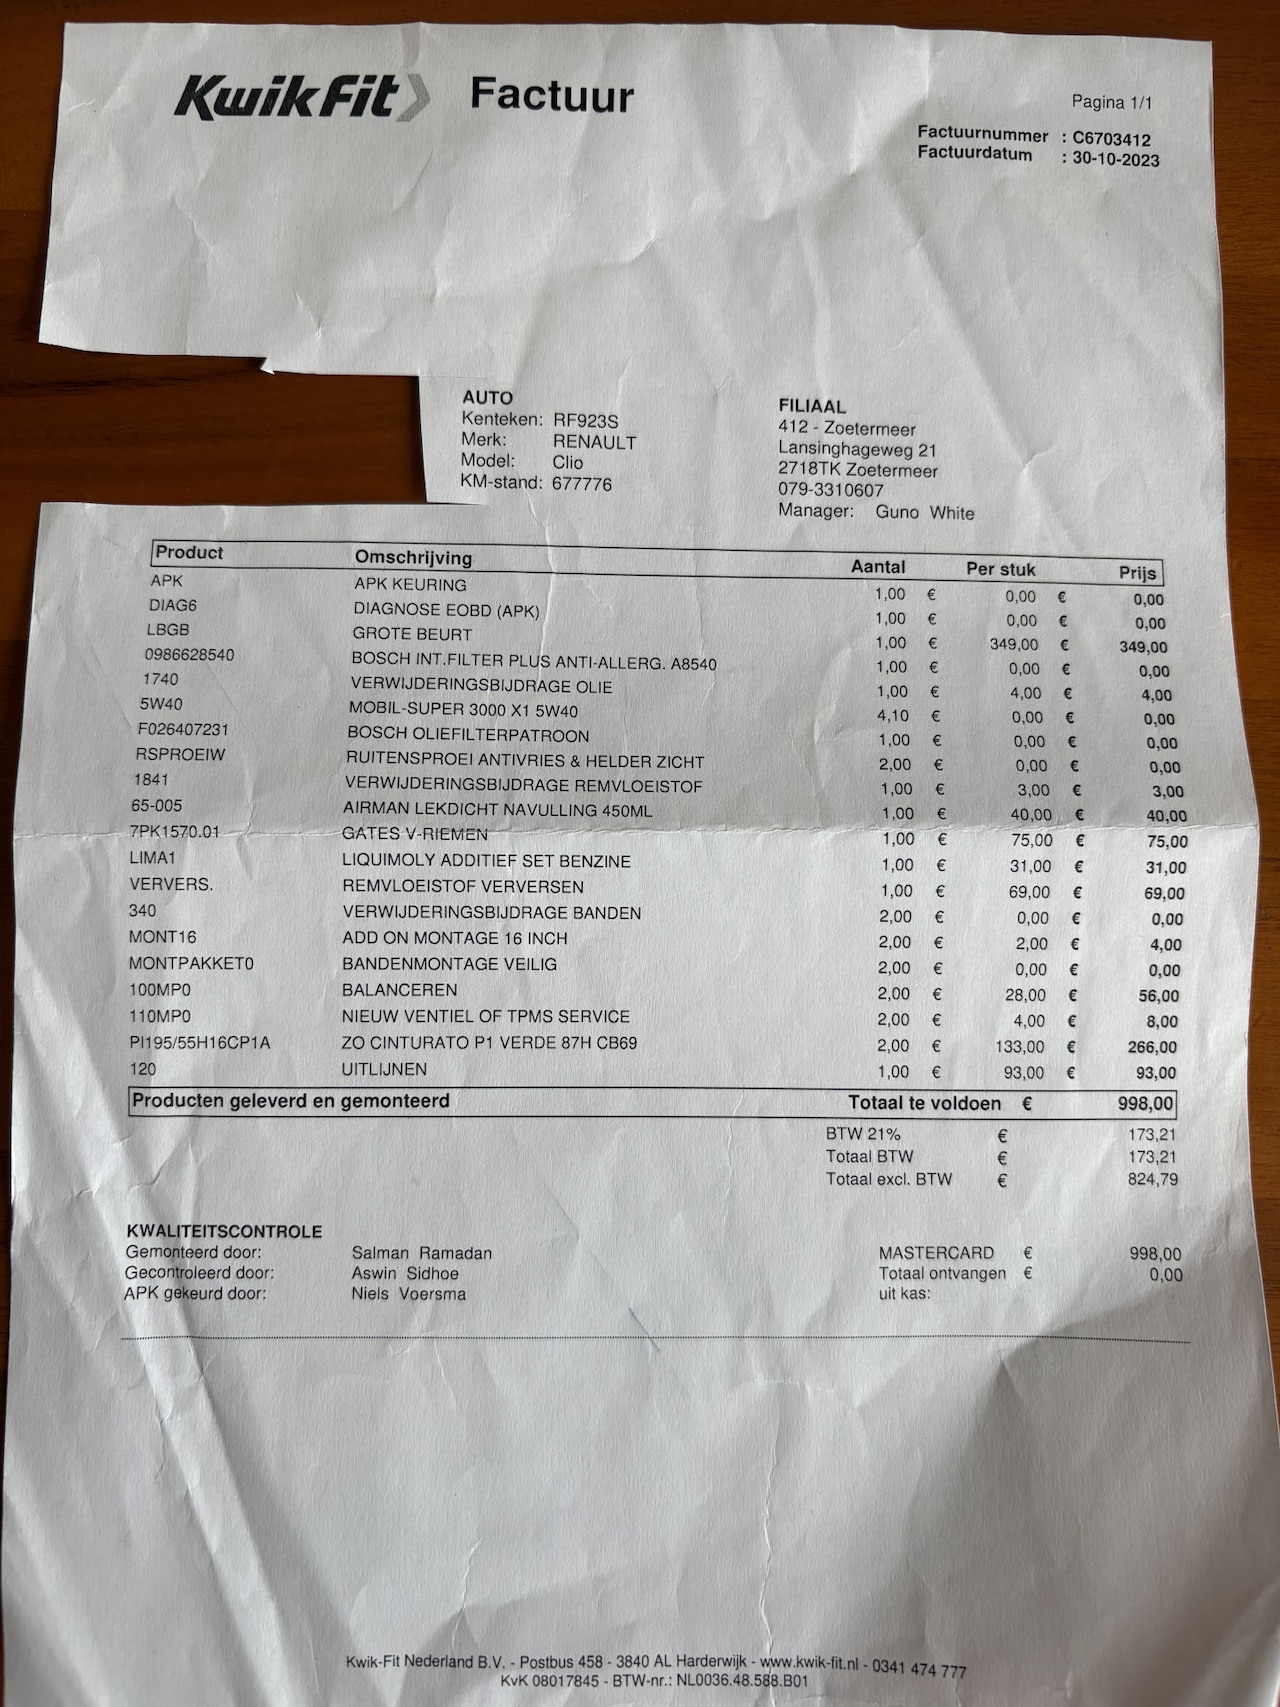 KwikFit Factuur
Pagina 1/1
Factuurnummer : C6703412
Factuurdatum : 30-10-2023
AUTO
Kenteken: RF923S
Merk: RENAULT
Model: Clio
KM-stand: 677776
FILIAAL
412 - Zoetermeer
Lansinghageweg 21
2718TK Zoetermeer
079-3310607
Manager: Guno White
Product Omschrijving Aantal Per stuk Prijs
APK APK KEURING 1,00 € 0,00 € 0,00
DIAG6 DIAGNOSE EOBD (APK) 1,00 € 0,00 € 0,00
LBGB GROTE BEURT 1,00 € 349,00 € 349,00
0986628540 BOSCH INT.FILTER PLUS ANTI-ALLERG. A8540 1,00 € 0,00 € 0,00
1740 VERWIJDERINGSBIJDRAGE OLIE 1,00 € 4,00 € 4,00
5W40 MOBIL-SUPER 3000 X1 5W40 4,10 € 0,00 € 0,00
F026407231 BOSCH OLIEFILTERPATROON 1,00 € 0,00 € 0,00
RSPROEIW RUITENSPROEI ANTIVRIES & HELDER ZICHT 2,00 € 0,00 € 0,00
1841 VERWIJDERINGSBIJDRAGE REMVLOEISTOF 1,00 € 3,00 € 3,00
65-005 AIRMAN LEKDICHT NAVULLING 450ML 1,00 € 40,00 € 40,00
7PK1570.01 GATES V-RIEMEN 1,00 € 75,00 € 75,00
LIMA1 LIQUIMOLY ADDITIEF SET BENZINE 1,00 € 31,00 € 31,00
VERVERS. REMVLOEISTOF VERVERSEN 1,00 € 69,00 € 69,00
340 VERWIJDERINGSBIJDRAGE BANDEN 2,00 € 0,00 € 0,00
MONT16 ADD ON MONTAGE 16 INCH 2,00 € 2,00 € 4,00
MONTPAKKET0 BANDENMONTAGE VEILIG 2,00 € 0,00 € 0,00
100MP0 BALANCEREN 2,00 € 28,00 € 56,00
110MP0 NIEUW VENTIEL OF TPMS SERVICE 2,00 € 4,00 € 8,00
PI195/55H16CP1A ZO CINTURATO P1 VERDE 87H CB69 2,00 € 133,00 € 266,00
120 UITLIJNEN 1,00 € 93,00 € 93,00
Producten geleverd en gemonteerd Totaal te voldoen € 998,00
BTW 21% € 173,21
Totaal BTW € 173,21
Totaal excl. BTW € 824,79
KWALITEITSCONTROLE
Gemonteerd door: Salman Ramadan
Gecontroleerd door: Aswin Sidhoe
APK gekeurd door: Niels Voersma
MASTERCARD € 998,00
Totaal ontvangen € 0,00
uit kas:
Kwik-Fit Nederland B.V. - Postbus 458 - 3840 AL Harderwijk - www.kwik-fit.nl - 0341 474 777
KvK 08017845 - BTW-nr.: NL0036.48.588.B01